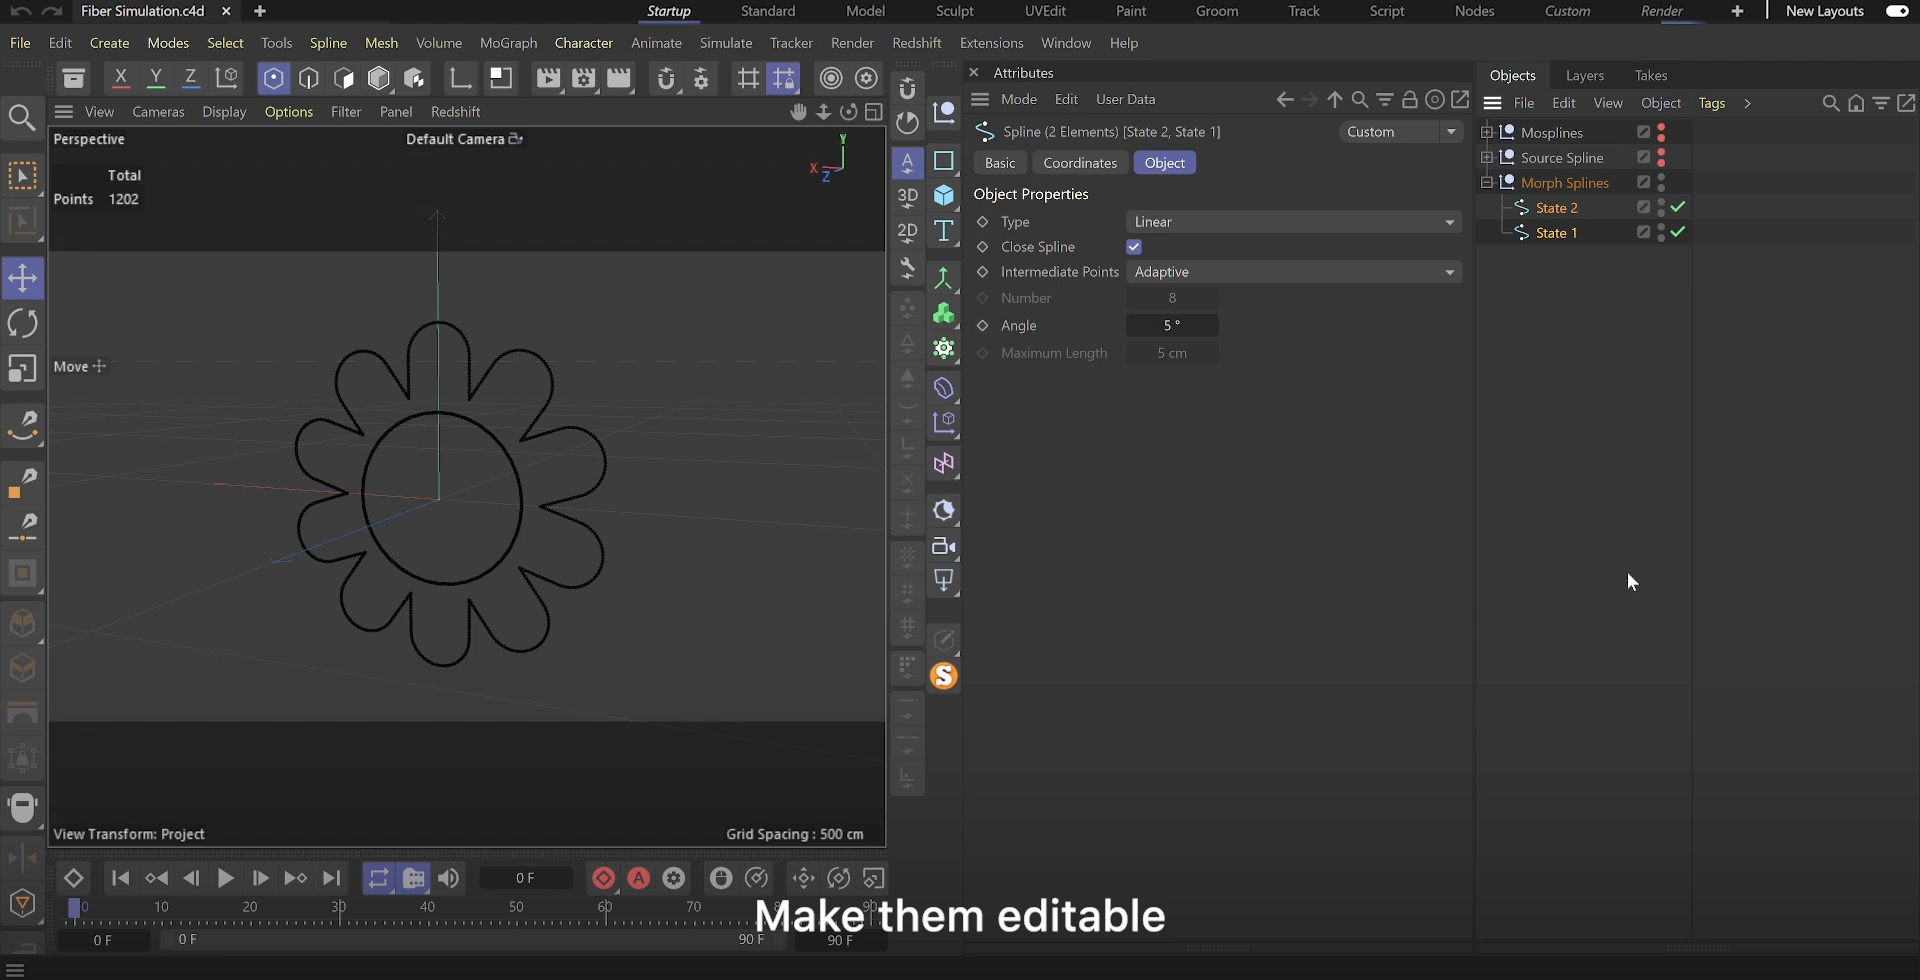 Fiber Simulation.c4d × +
Startup Standard Model Sculpt UVEdit Paint Groom Track Script Nodes Custom Render + New Layouts
File Edit Create Modes Select Tools Spline Mesh Volume MoGraph Character Animate Simulate Tracker Render Redshift Extensions Window Help
X Y Z
View Cameras Display Options Filter Panel Redshift
Perspective
Default Camera
Y
X
Z
Total
Points 1202
Move
View Transform: Project
Grid Spacing : 500 cm
A
3D
2D
T
S
Attributes
Mode Edit User Data
Spline (2 Elements) [State 2, State 1]
Custom
Basic Coordinates Object
Object Properties
Type Linear
Close Spline
Intermediate Points Adaptive
Number 8
Angle 5 °
Maximum Length 5 cm
Objects Layers Takes
File Edit View Object Tags
Mosplines
Source Spline
Morph Splines
State 2
State 1
0 F
A
0 10 20 30 40 50 60 70 90
0 F 0 F 90 F 90 F
Make them editable